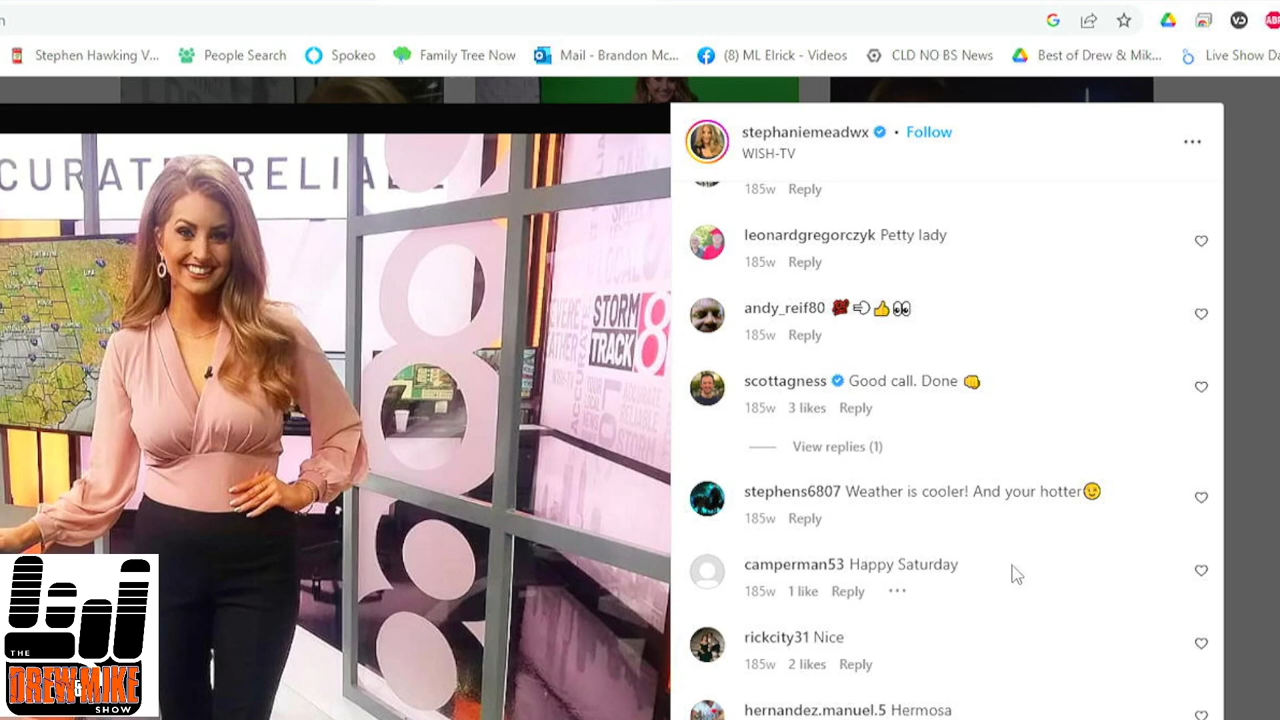 Stephen Hawking V...
People Search
Spokeo
Family Tree Now
Mail - Brandon Mc...
(8) ML Elrick - Videos
CLD NO BS News
Best of Drew & Mik...
Live Show Da
stephaniemeadwx • Follow
WISH-TV
185w Reply
leonardgregorczyk Petty lady
185w Reply
andy_reif80 💯💨👍👀
185w Reply
scottagness Good call. Done 👊
185w 3 likes Reply
View replies (1)
stephens6807 Weather is cooler! And your hotter😉
185w Reply
camperman53 Happy Saturday
185w 1 like Reply
rickcity31 Nice
185w 2 likes Reply
hernandez.manuel.5 Hermosa
CURATE RELIA
STORM
TRACK 8
8
THE
DREW & MIKE
SHOW